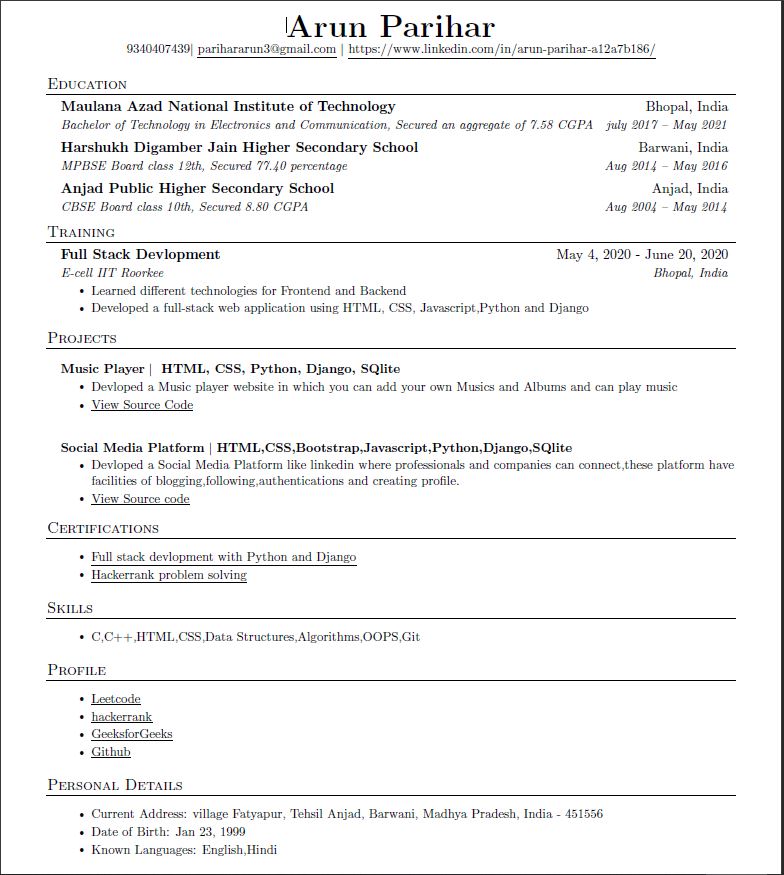 Arun Parihar
9340407439| parihararun3@gmail.com | https://www.linkedin.com/in/arun-parihar-a12a7b186/
Education
Maulana Azad National Institute of Technology Bhopal, India
Bachelor of Technology in Electronics and Communication, Secured an aggregate of 7.58 CGPA july 2017 – May 2021
Harshukh Digamber Jain Higher Secondary School Barwani, India
MPBSE Board class 12th, Secured 77.40 percentage Aug 2014 – May 2016
Anjad Public Higher Secondary School Anjad, India
CBSE Board class 10th, Secured 8.80 CGPA Aug 2004 – May 2014
Training
Full Stack Devlopment May 4, 2020 - June 20, 2020
E-cell IIT Roorkee Bhopal, India
• Learned different technologies for Frontend and Backend
• Developed a full-stack web application using HTML, CSS, Javascript,Python and Django
Projects
Music Player | HTML, CSS, Python, Django, SQlite
• Devloped a Music player website in which you can add your own Musics and Albums and can play music
• View Source Code
Social Media Platform | HTML,CSS,Bootstrap,Javascript,Python,Django,SQlite
• Devloped a Social Media Platform like linkedin where professionals and companies can connect,these platform have
facilities of blogging,following,authentications and creating profile.
• View Source code
Certifications
• Full stack devlopment with Python and Django
• Hackerrank problem solving
Skills
• C,C++,HTML,CSS,Data Structures,Algorithms,OOPS,Git
Profile
• Leetcode
• hackerrank
• GeeksforGeeks
• Github
Personal Details
• Current Address: village Fatyapur, Tehsil Anjad, Barwani, Madhya Pradesh, India - 451556
• Date of Birth: Jan 23, 1999
• Known Languages: English,Hindi